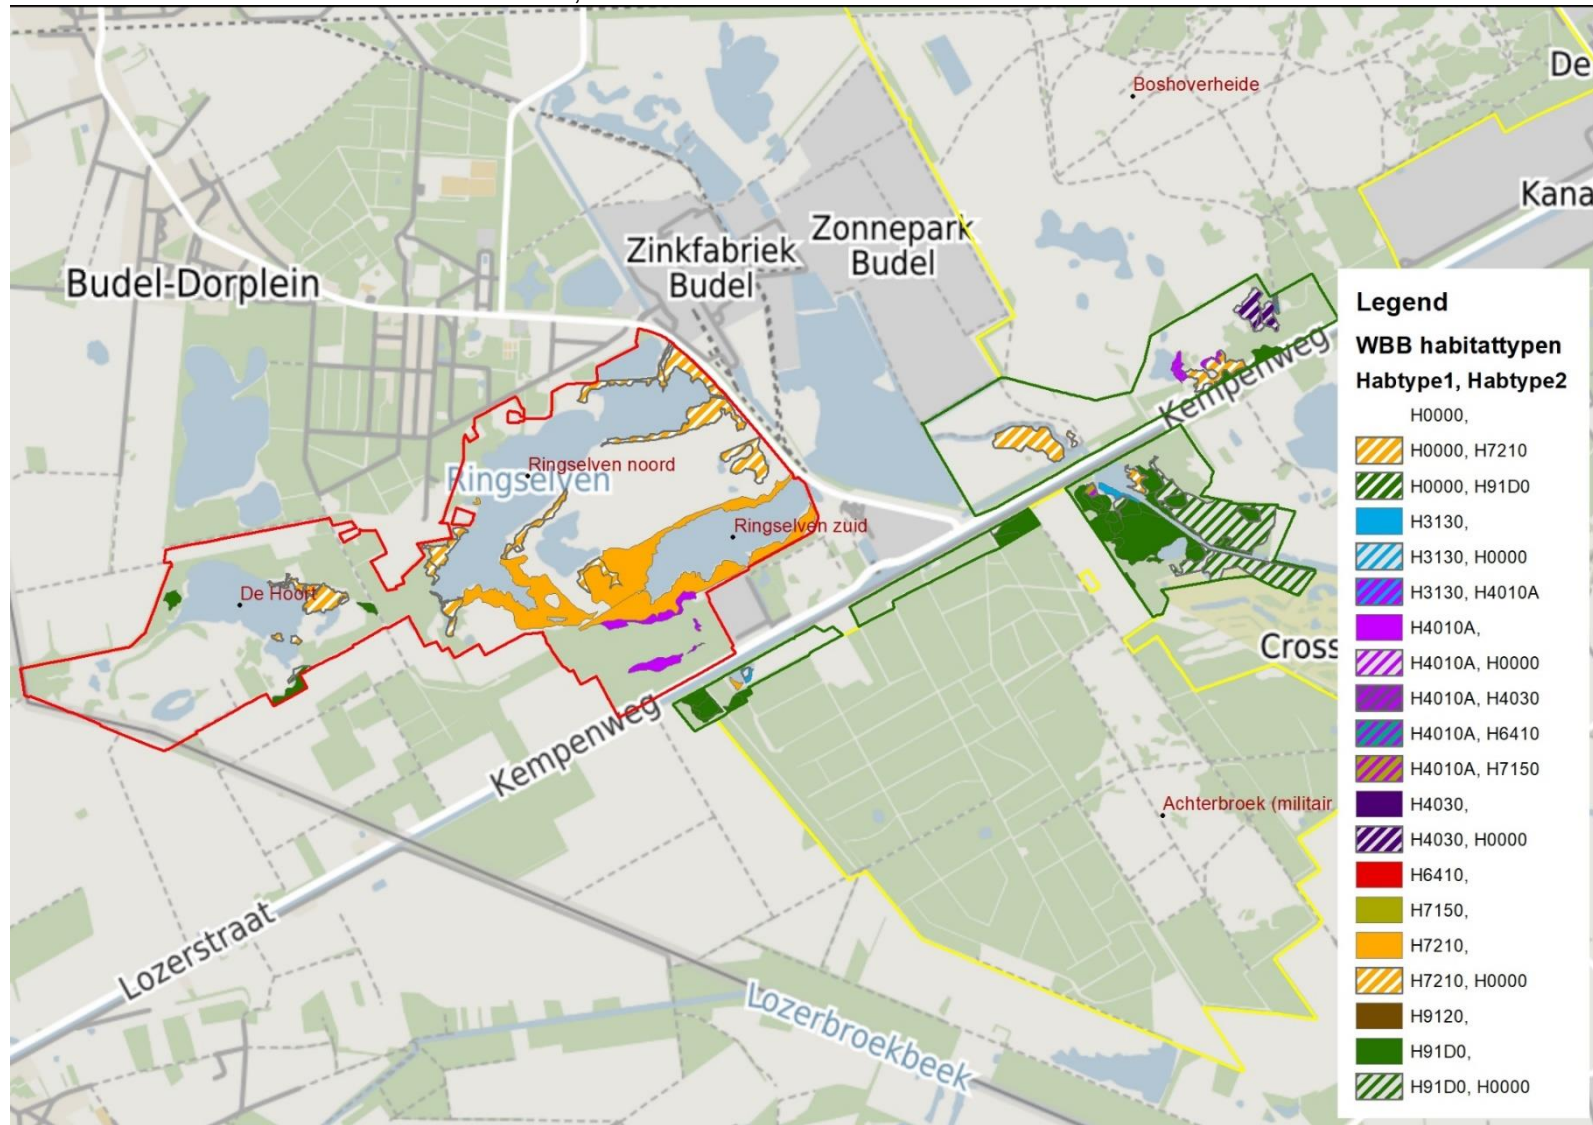 Boshoverheide
De
Kana
Zonnepark
Budel
Zinkfabriek
Budel
Budel-Dorplein
Kempenweg
Ringselven noord
Ringselven
Ringselven zuid
De Hoort
Cross
Kempenweg
Achterbroek (militair
Lozerstraat
Lozerbroekbeek
Legend
WBB habitattypen
Habtype1, Habtype2
H0000,
H0000, H7210
H0000, H91D0
H3130,
H3130, H0000
H3130, H4010A
H4010A,
H4010A, H0000
H4010A, H4030
H4010A, H6410
H4010A, H7150
H4030,
H4030, H0000
H6410,
H7150,
H7210,
H7210, H0000
H9120,
H91D0,
H91D0, H0000